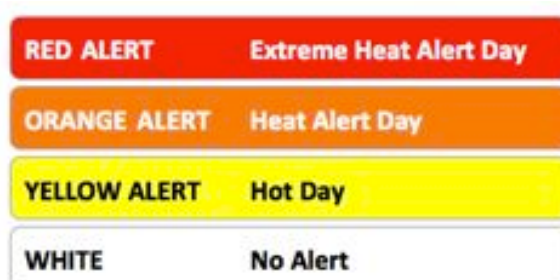 RED ALERT Extreme Heat Alert Day
ORANGE ALERT Heat Alert Day
YELLOW ALERT Hot Day
WHITE No Alert